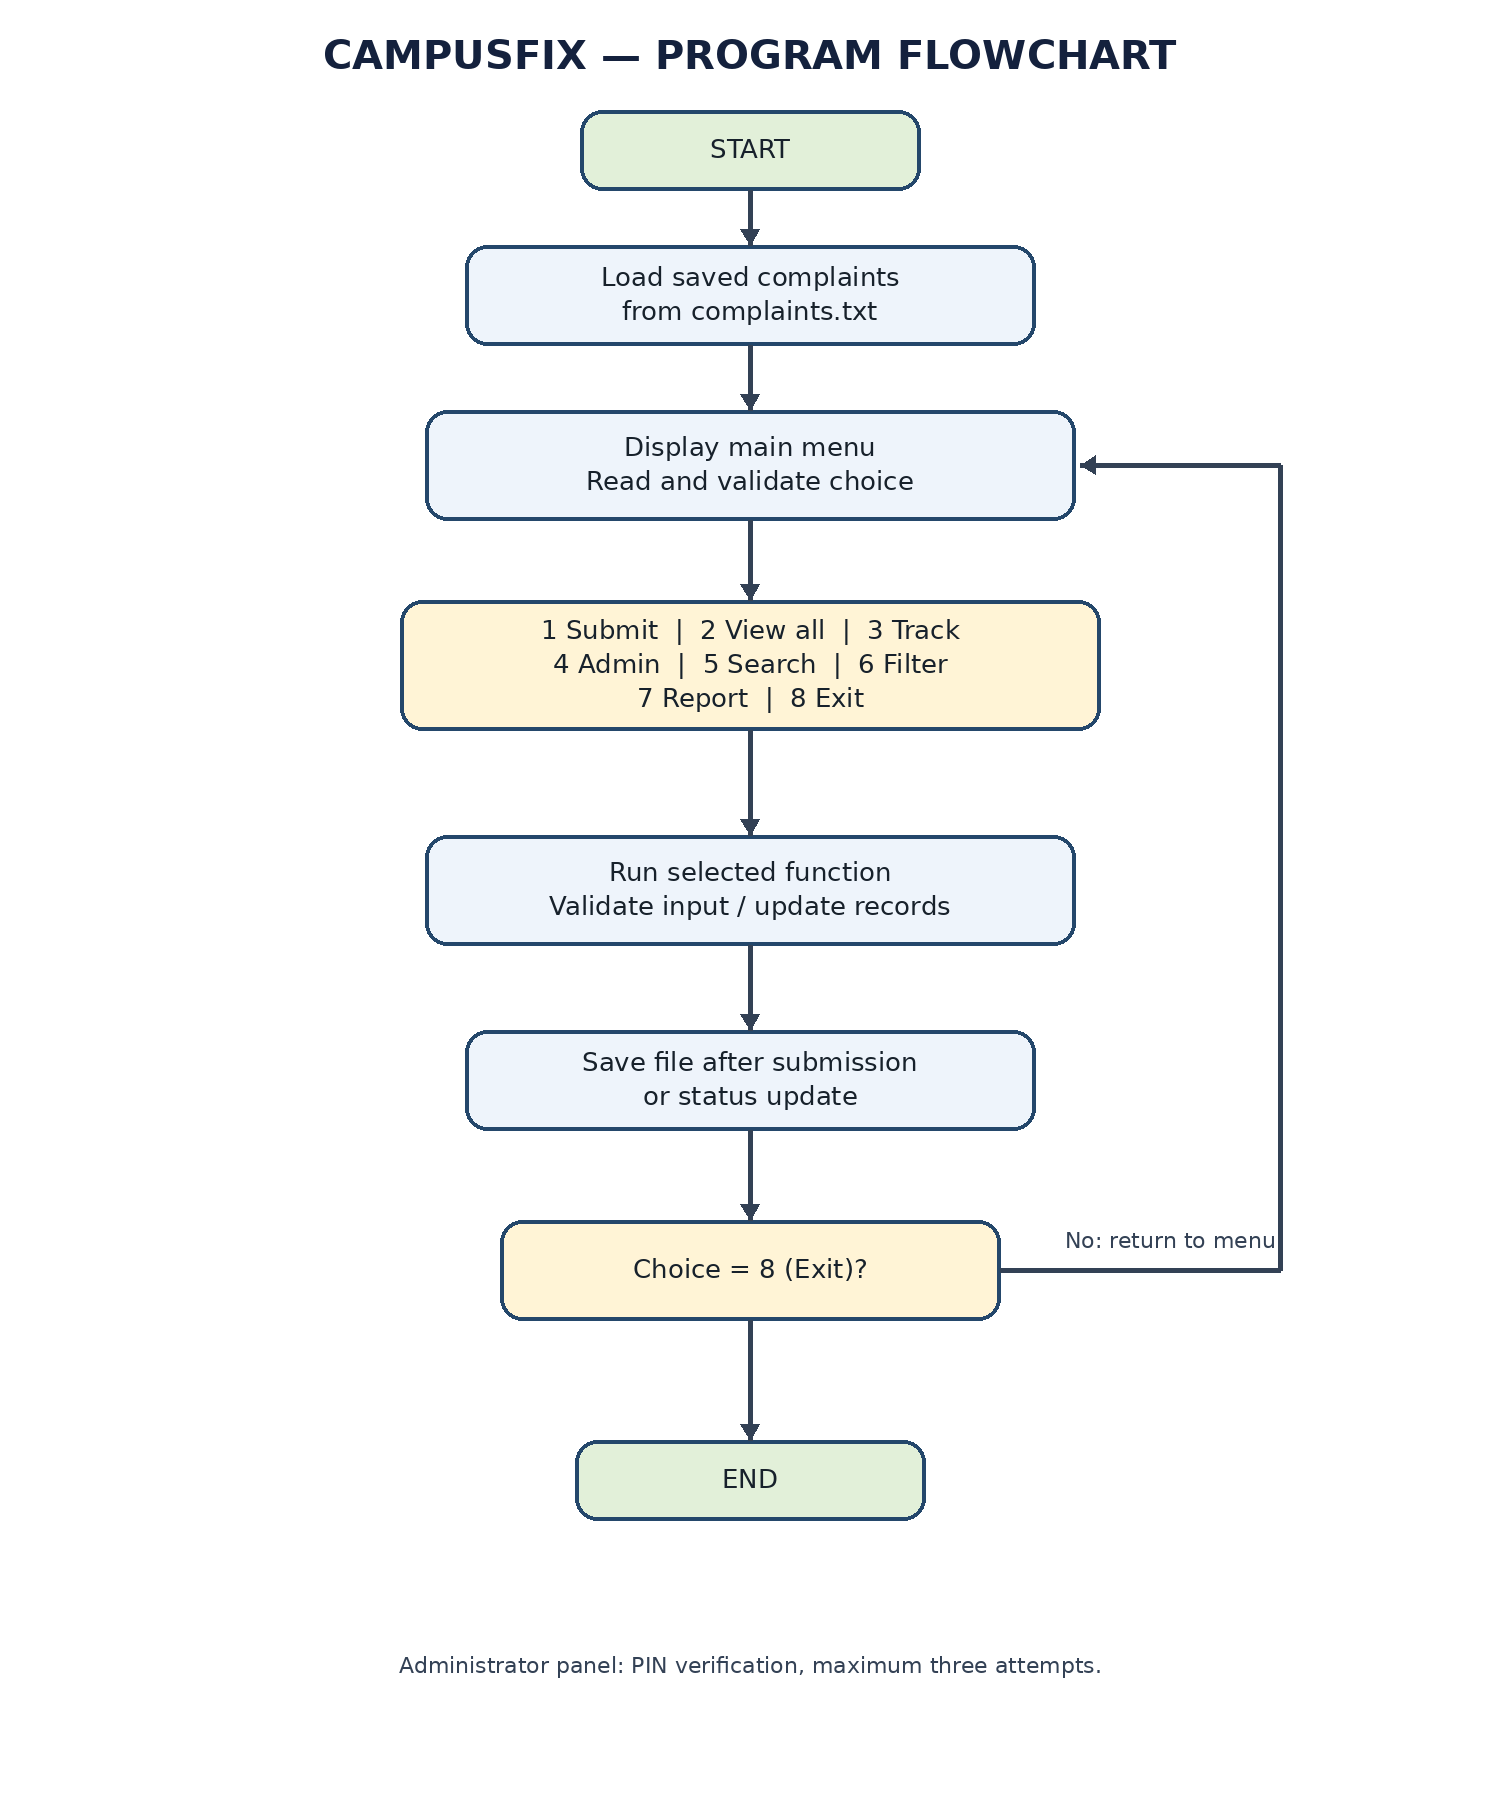 CAMPUSFIX — PROGRAM FLOWCHART
START
Load saved complaints
from complaints.txt
Display main menu
Read and validate choice
1 Submit | 2 View all | 3 Track
4 Admin | 5 Search | 6 Filter
7 Report | 8 Exit
Run selected function
Validate input / update records
Save file after submission
or status update
No: return to menu
Choice = 8 (Exit)?
END
Administrator panel: PIN verification, maximum three attempts.